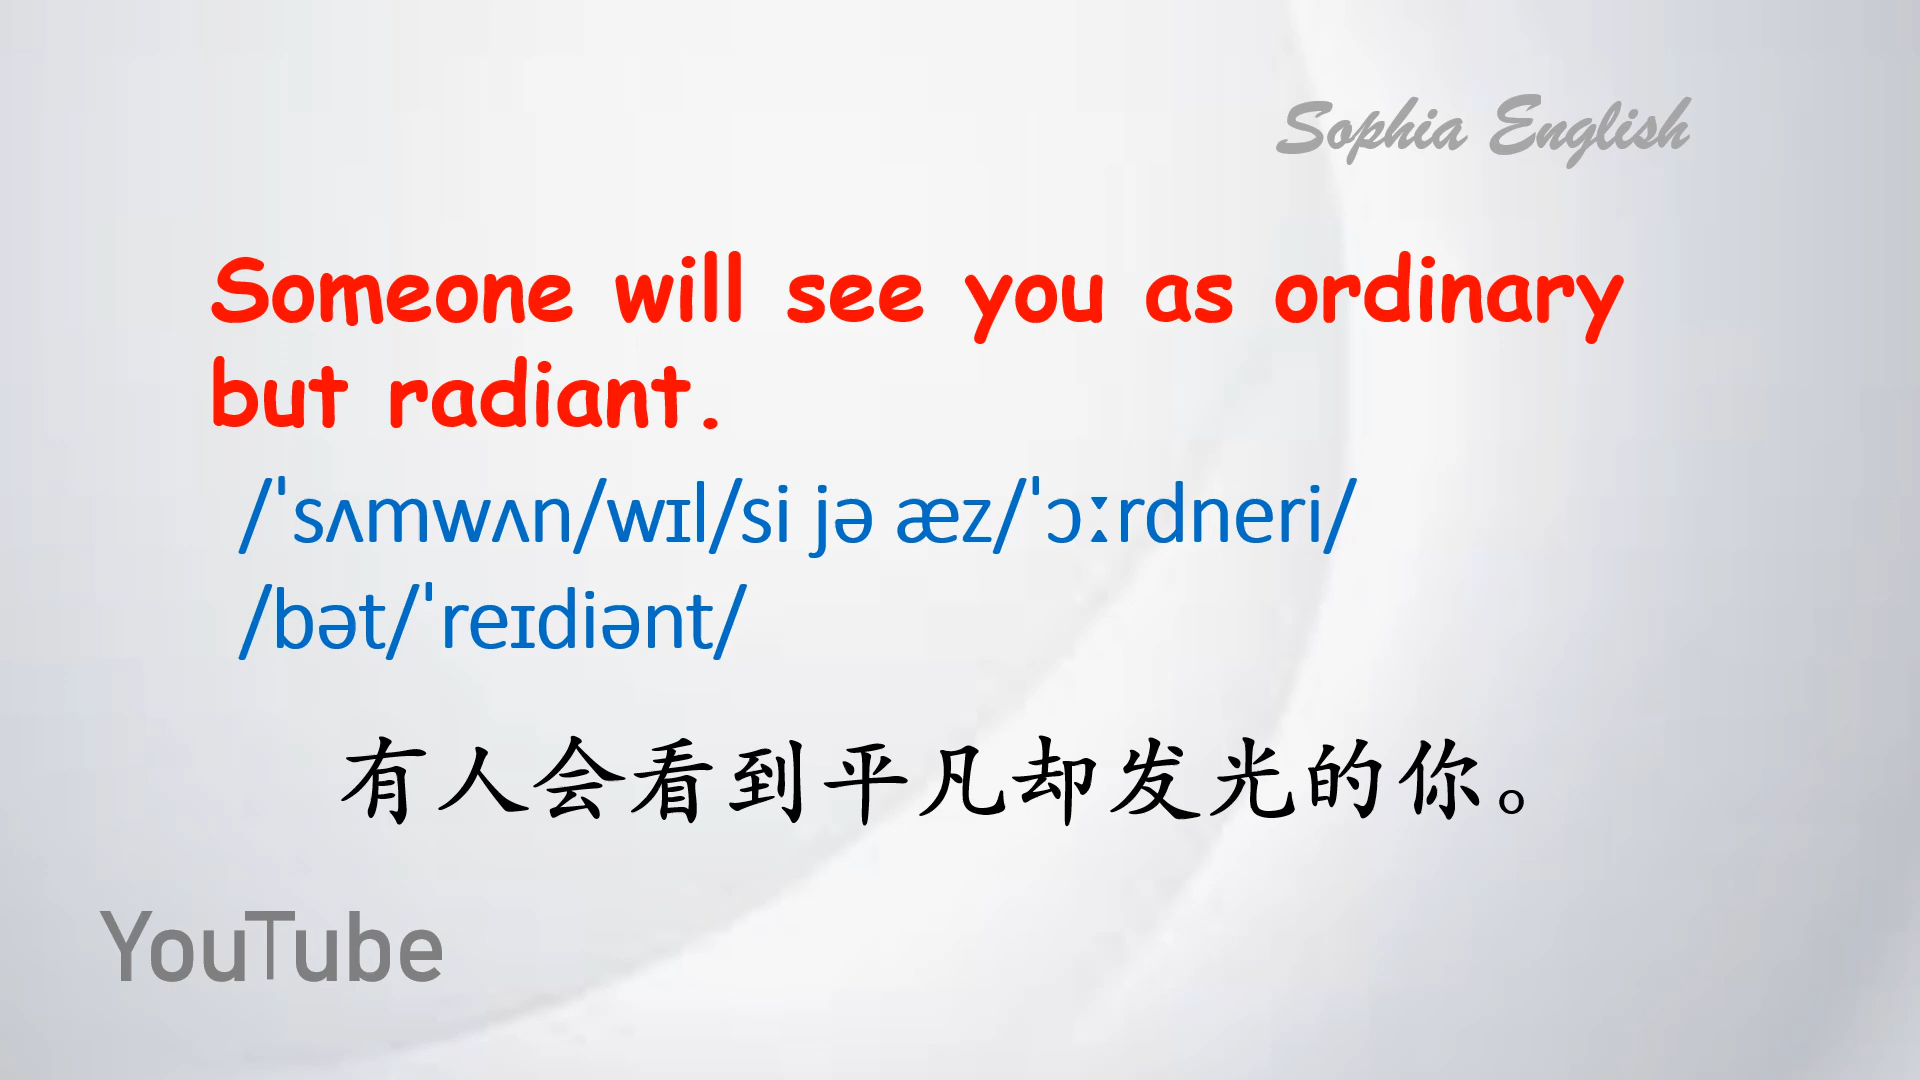 Sophia English
Someone will see you as ordinary
but radiant.
/ˈsʌmwʌn/wɪl/si jə æz/ˈɔːrdneri/
/bət/ˈreɪdiənt/
有人会看到平凡却发光的你。
YouTube